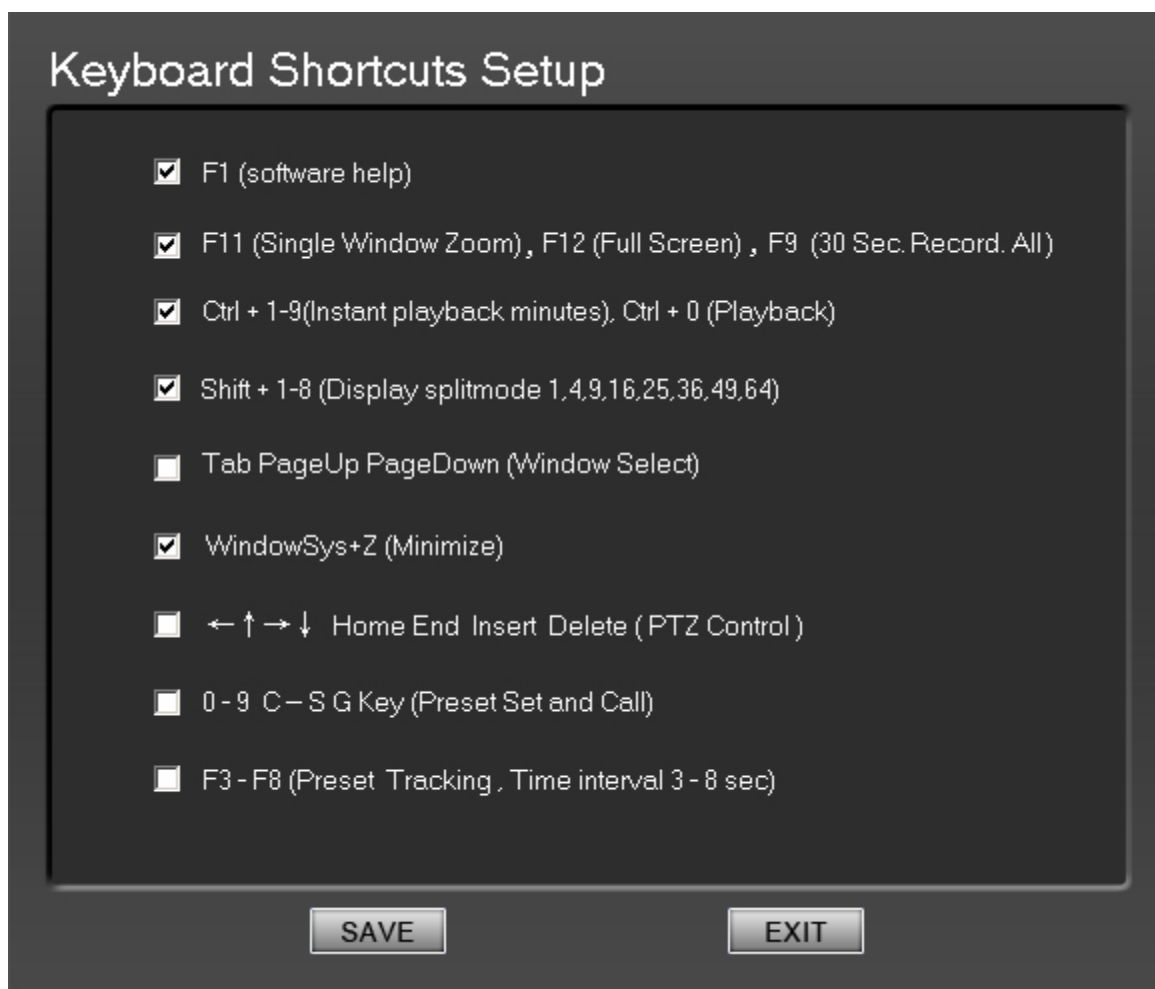 Keyboard Shortcuts Setup
F1 (software help)
F11 (Single Window Zoom) , F12 (Full Screen) , F9 (30 Sec. Record. All)
Ctrl + 1-9(Instant playback minutes), Ctrl + 0 (Playback)
Shift + 1-8 (Display splitmode 1,4,9,16,25,36,49,64)
Tab PageUp PageDown (Window Select)
WindowSys+Z (Minimize)
←↑→↓ Home End Insert Delete ( PTZ Control )
0 - 9 C – S G Key (Preset Set and Call)
F3 - F8 (Preset Tracking , Time interval 3 - 8 sec)
SAVE EXIT